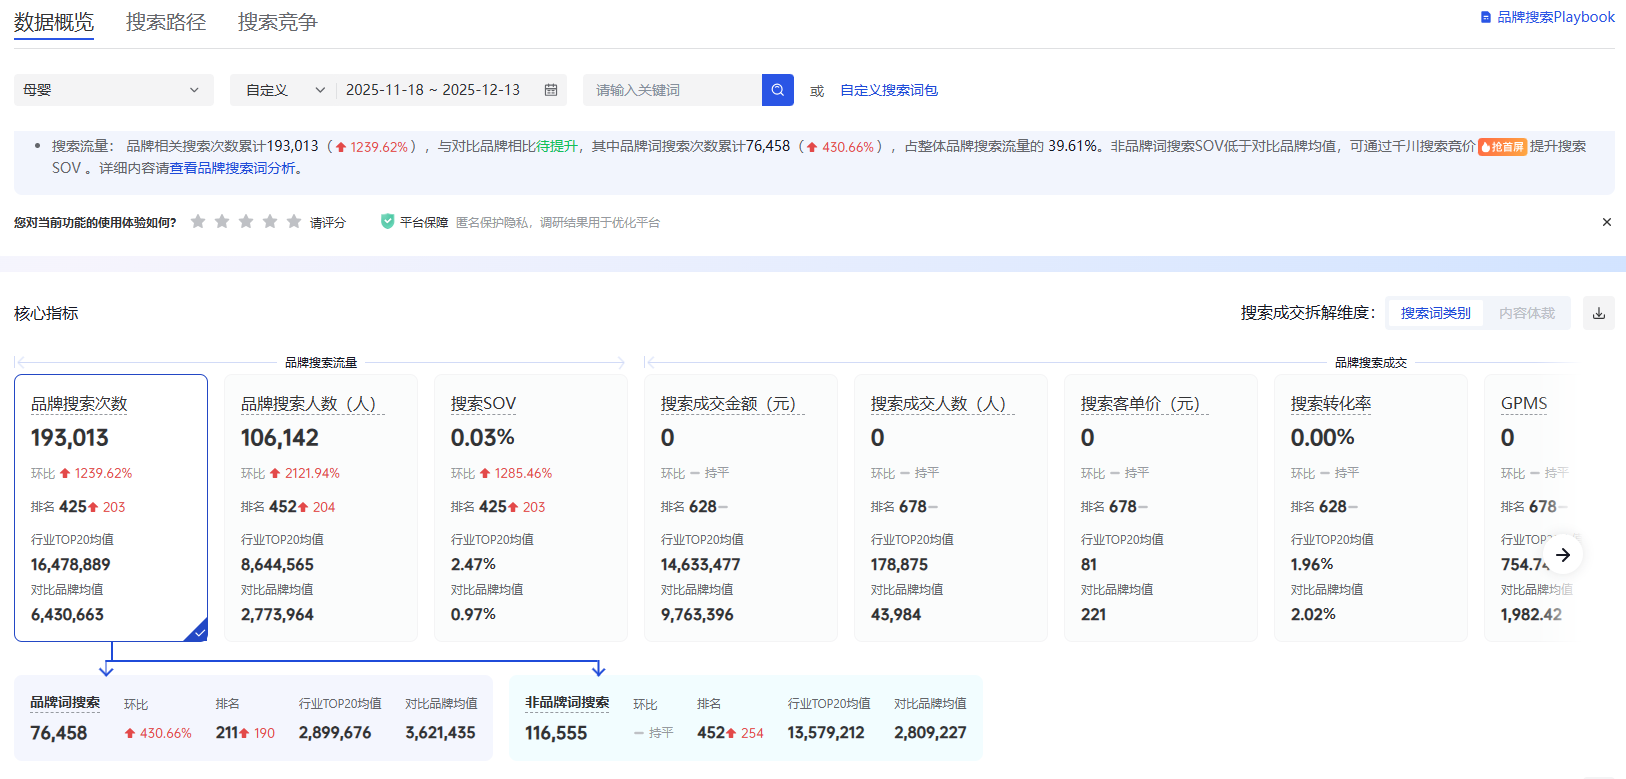 数据概览 搜索路径 搜索竞争 品牌搜索Playbook
母婴 自定义 2025-11-18 ~ 2025-12-13 请输入关键词 或 自定义搜索词包
搜索流量： 品牌相关搜索次数累计193,013（ 1239.62%），与对比品牌相比待提升，其中品牌词搜索次数累计76,458（ 430.66%），占整体品牌搜索流量的 39.61%。非品牌词搜索SOV低于对比品牌均值，可通过千川搜索竞价 抢首屏 提升搜索
SOV 。详细内容请查看品牌搜索词分析。
您对当前功能的使用体验如何? 请评分 平台保障 匿名保护隐私，调研结果用于优化平台
核心指标 搜索成交拆解维度： 搜索词类别 内容体裁
品牌搜索流量 品牌搜索成交
品牌搜索次数 品牌搜索人数（人） 搜索SOV 搜索成交金额（元） 搜索成交人数（人） 搜索客单价（元） 搜索转化率 GPMS
193,013 106,142 0.03% 0 0 0 0.00% 0
环比 1239.62% 环比 2121.94% 环比 1285.46% 环比 持平 环比 持平 环比 持平 环比 持平 环比 持平
排名 425 203 排名 452 204 排名 425 203 排名 628 排名 678 排名 678 排名 628 排名 678
行业TOP20均值 行业TOP20均值 行业TOP20均值 行业TOP20均值 行业TOP20均值 行业TOP20均值 行业TOP20均值
16,478,889 8,644,565 2.47% 14,633,477 178,875 81 1.96%
对比品牌均值 对比品牌均值 对比品牌均值 对比品牌均值 对比品牌均值 对比品牌均值 对比品牌均值 对比品牌均值
6,430,663 2,773,964 0.97% 9,763,396 43,984 221 2.02% 1,982.42
品牌词搜索 环比 排名 行业TOP20均值 对比品牌均值 非品牌词搜索 环比 排名 行业TOP20均值 对比品牌均值
76,458 430.66% 211 190 2,899,676 3,621,435 116,555 持平 452 254 13,579,212 2,809,227